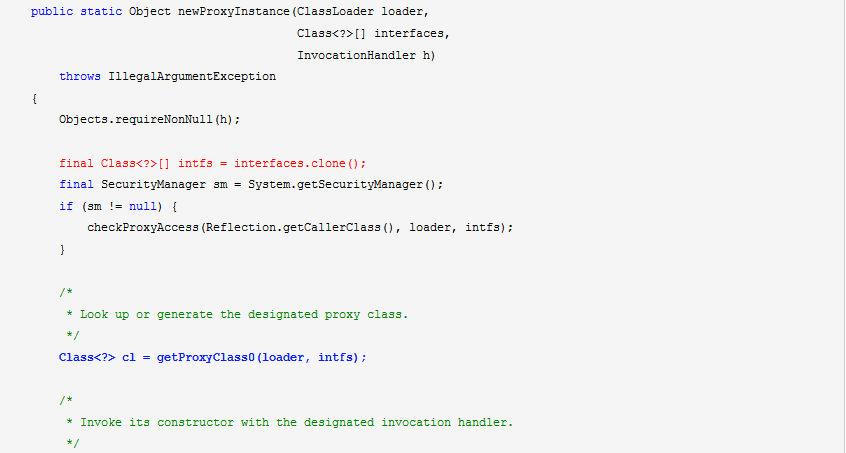 public static Object newProxyInstance(ClassLoader loader,
                                      Class<?>[] interfaces,
                                      InvocationHandler h)
    throws IllegalArgumentException
{
    Objects.requireNonNull(h);

    final Class<?>[] intfs = interfaces.clone();
    final SecurityManager sm = System.getSecurityManager();
    if (sm != null) {
        checkProxyAccess(Reflection.getCallerClass(), loader, intfs);
    }

    /*
     * Look up or generate the designated proxy class.
     */
    Class<?> cl = getProxyClass0(loader, intfs);

    /*
     * Invoke its constructor with the designated invocation handler.
     */